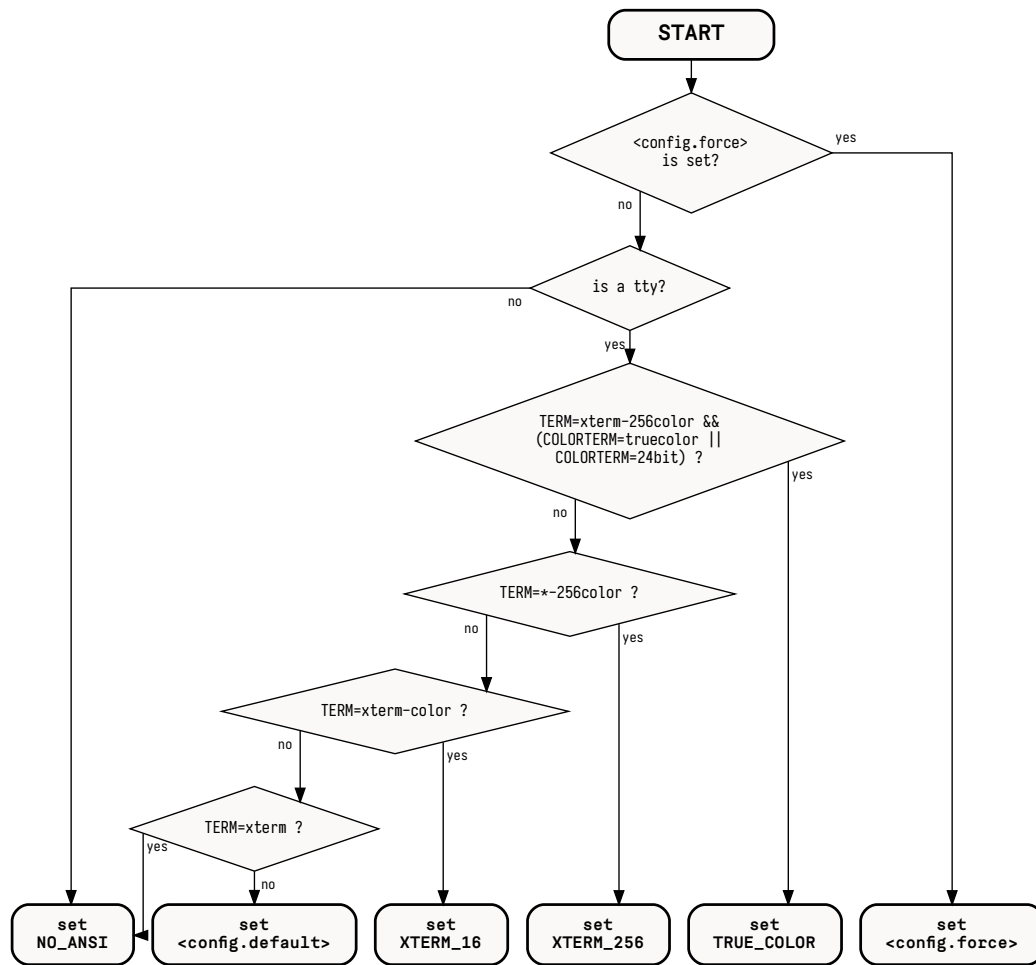 START
<config.force>
is set?
yes
no
is a tty?
no
yes
TERM=xterm-256color &&
(COLORTERM=truecolor ||
COLORTERM=24bit) ?
yes
no
TERM=*-256color ?
no
yes
TERM=xterm-color ?
no
yes
TERM=xterm ?
yes
no
set
NO_ANSI
set
<config.default>
set
XTERM_16
set
XTERM_256
set
TRUE_COLOR
set
<config.force>